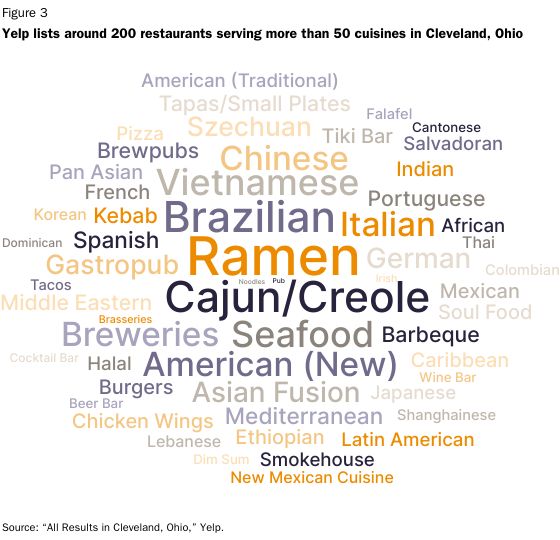 Figure 3
Yelp lists around 200 restaurants serving more than 50 cuisines in Cleveland, Ohio
American (Traditional)
Tapas/Small Plates
Falafel
Pizza
Szechuan
Tiki Bar
Cantonese
Brewpubs
Chinese
Salvadoran
Pan Asian
Indian
French
Vietnamese
Portuguese
Korean
Kebab
Brazilian
Italian
African
Dominican
Spanish
Ramen
Thai
Gastropub
German
Colombian
Tacos
Noodles
Pub
Irish
Middle Eastern
Cajun/Creole
Mexican
Brasseries
Soul Food
Breweries
Seafood
Barbeque
Cocktail Bar
Halal
American (New)
Caribbean
Wine Bar
Burgers
Asian Fusion
Japanese
Beer Bar
Chicken Wings
Mediterranean
Shanghainese
Lebanese
Ethiopian
Latin American
Dim Sum
Smokehouse
New Mexican Cuisine
Source: “All Results in Cleveland, Ohio,” Yelp.